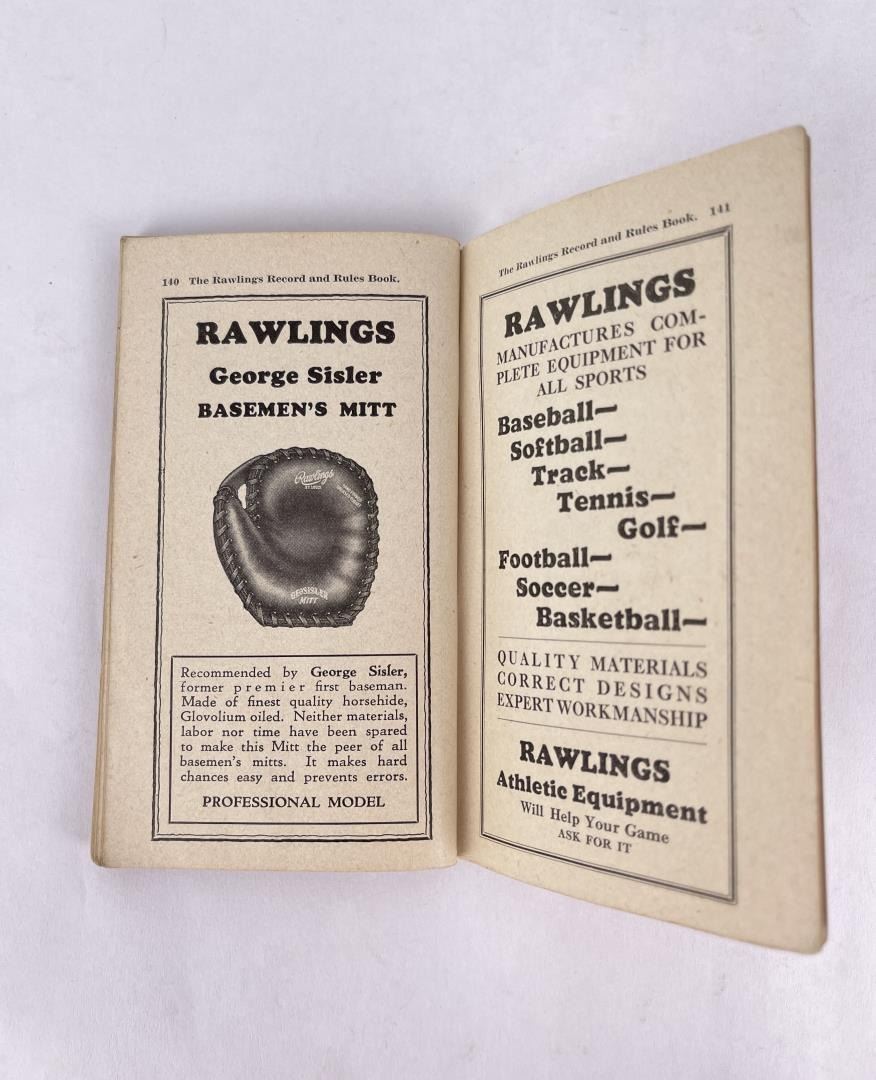 140 The Rawlings Record and Rules Book.
RAWLINGS
George Sisler
BASEMEN'S MITT
Rawlings
ST. LOUIS
GEO. SISLER
MITT
Recommended by George Sisler,
former premier first baseman.
Made of finest quality horsehide,
Glovolium oiled. Neither materials,
labor nor time have been spared
to make this Mitt the peer of all
basemen's mitts. It makes hard
chances easy and prevents errors.
PROFESSIONAL MODEL
The Rawlings Record and Rules Book. 141
RAWLINGS
MANUFACTURES COM-
PLETE EQUIPMENT FOR
ALL SPORTS
Baseball—
Softball—
Track—
Tennis—
Golf—
Football—
Soccer—
Basketball—
QUALITY MATERIALS
CORRECT DESIGNS
EXPERT WORKMANSHIP
RAWLINGS
Athletic Equipment
Will Help Your Game
ASK FOR IT